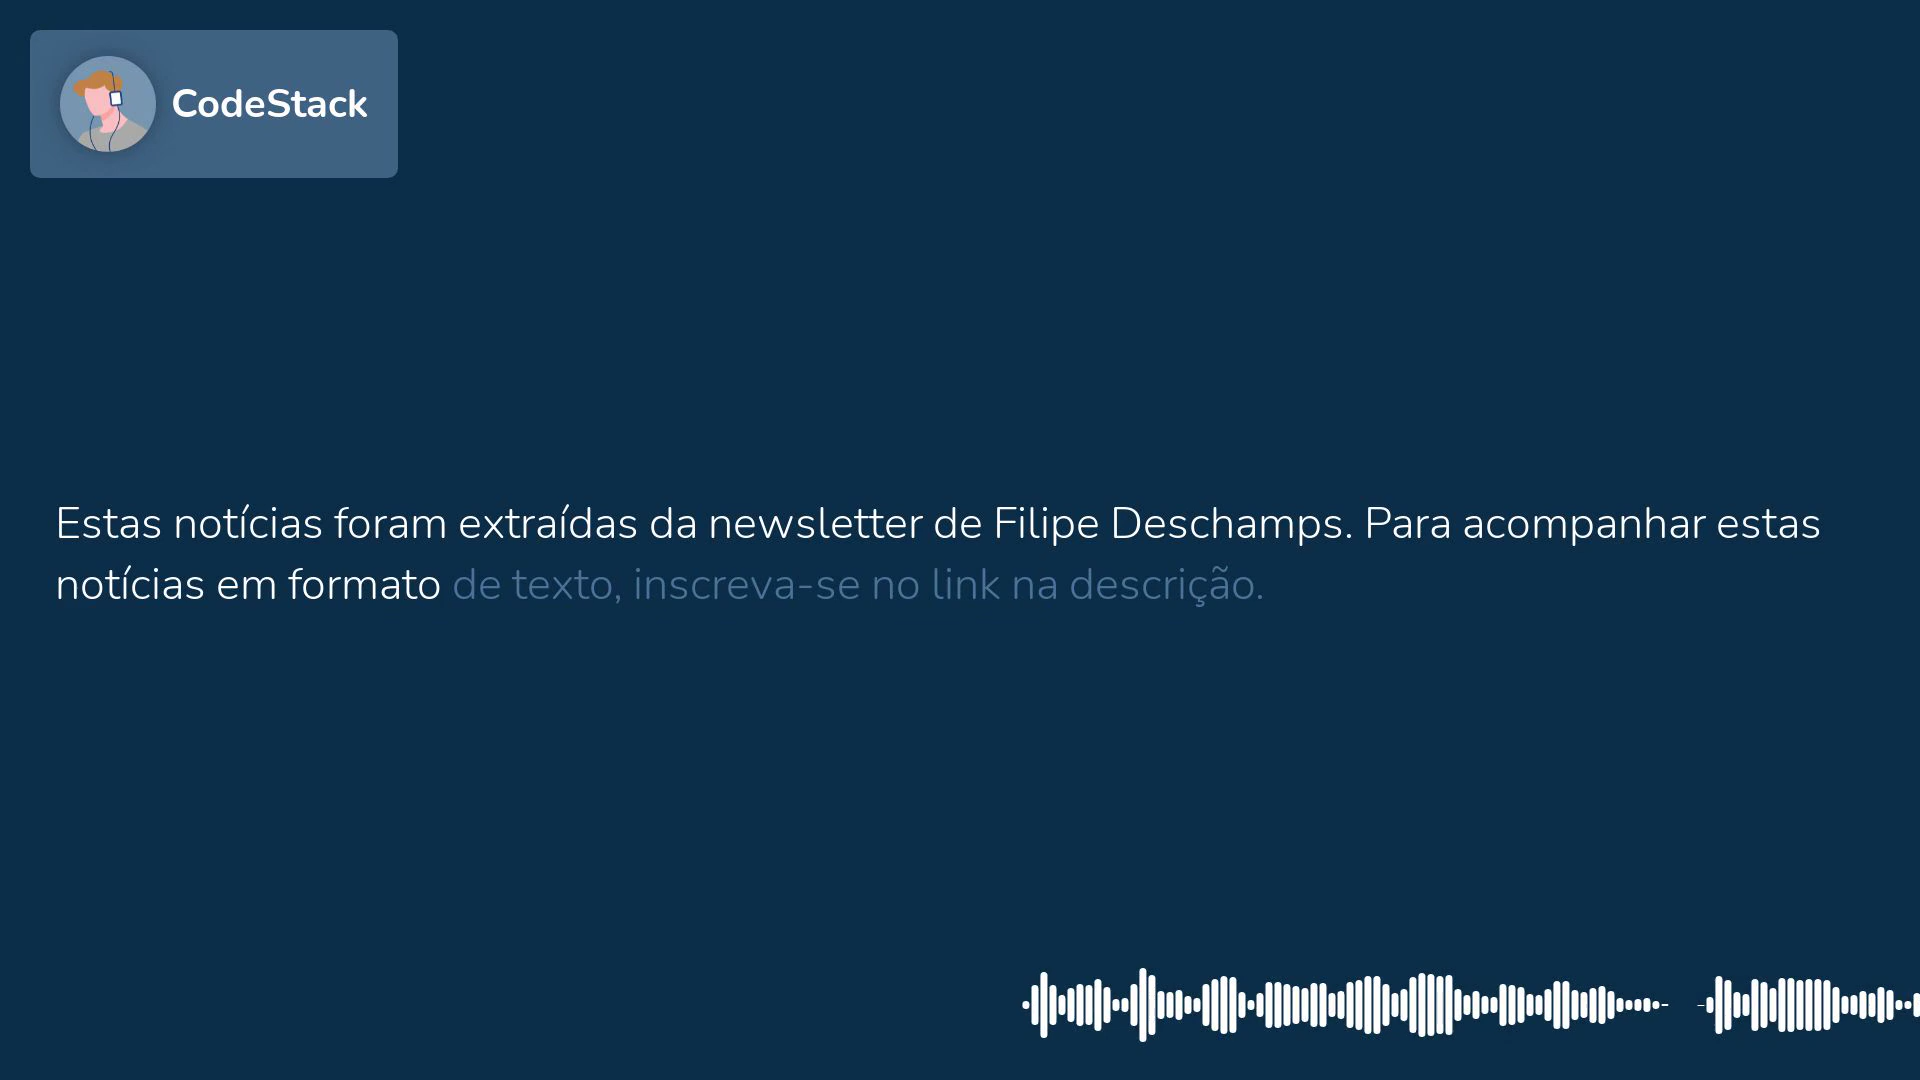 CodeStack
Estas notícias foram extraídas da newsletter de Filipe Deschamps. Para acompanhar estas
notícias em formato de texto, inscreva-se no link na descrição.